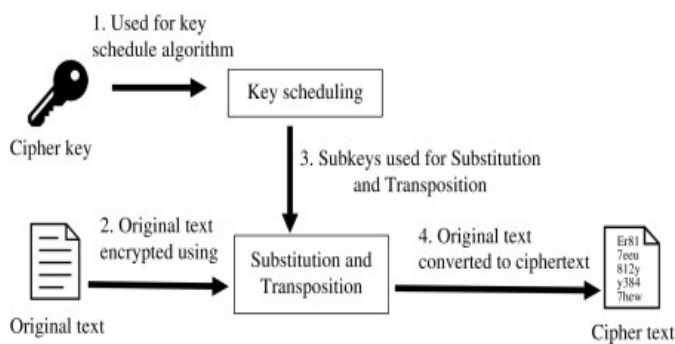 1. Used for key
schedule algorithm
Key scheduling
Cipher key
3. Subkeys used for Substitution
and Transposition
2. Original text
encrypted using
Substitution and
Transposition
4. Original text
converted to ciphertext
Er81
7eeu
812y
y384
7hew
Original text
Cipher text